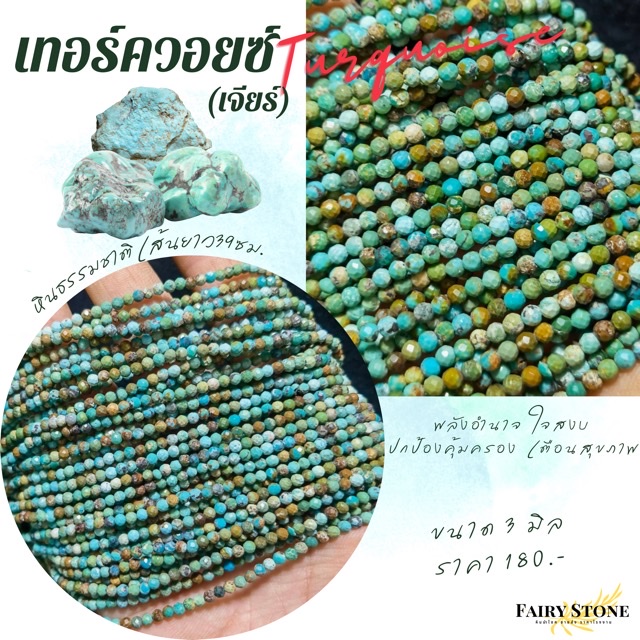 เทอร์ควอยซ์
Turquoise
(เจียร์)
หินธรรมชาติ เส้นยาว39ซม.
พลังอำนาจ ใจสงบ
ปกป้องคุ้มครอง เตือนสุขภาพ
ขนาด 3 มิล
ราคา 180.-
FAIRY STONE